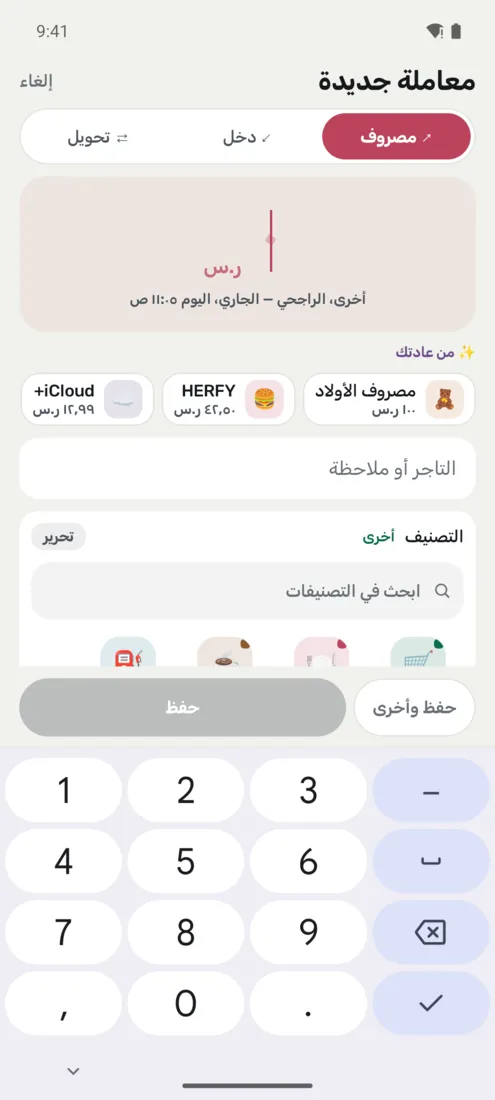 9:41
معاملة جديدة
إلغاء
مصروف
دخل
تحويل
ر.س
أخرى، الراجحي – الجاري، اليوم ١١:٠٥ ص
من عادتك
مصروف الأولاد
١٠٠ ر.س
HERFY
٤٢,٥٠ ر.س
iCloud+
١٢,٩٩ ر.س
التاجر أو ملاحظة
التصنيف أخرى
تحرير
ابحث في التصنيفات
حفظ وأخرى
حفظ
1 2 3 –
4 5 6
7 8 9
, 0 .